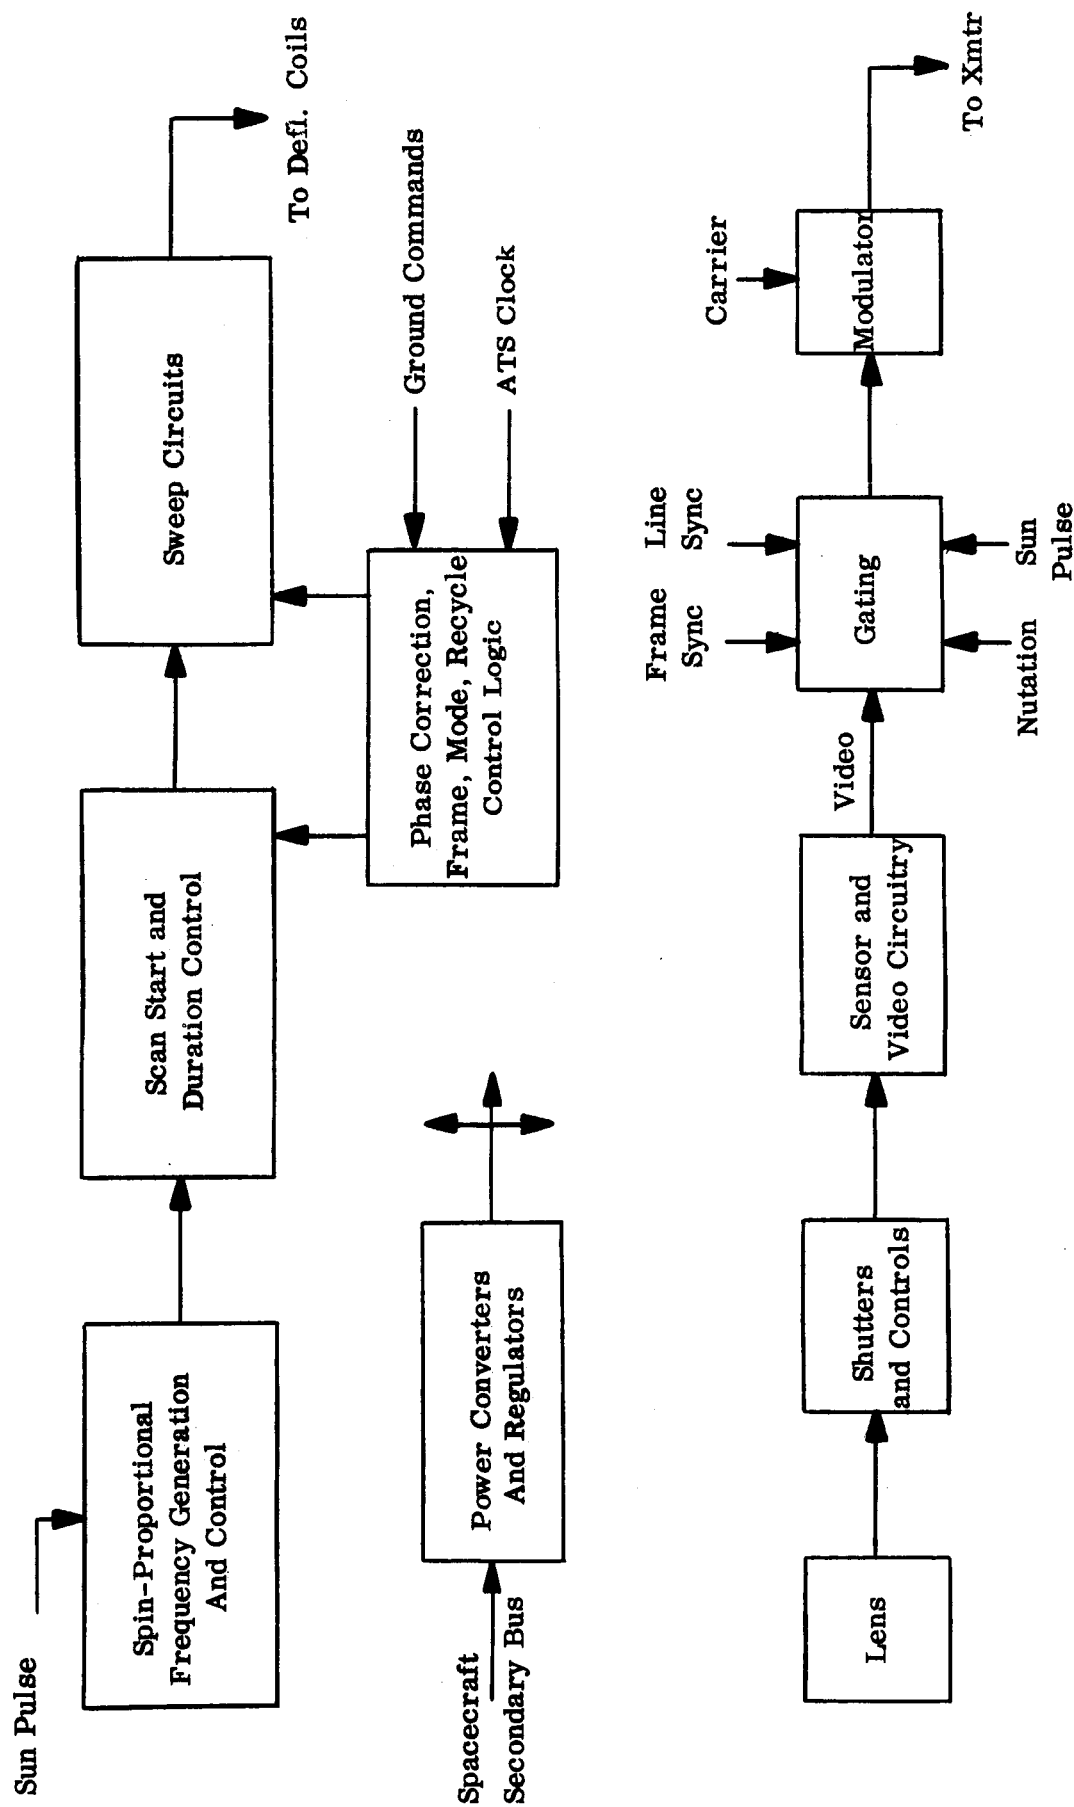 Sun Pulse
Spin-Proportional
Frequency Generation
And Control
Scan Start and
Duration Control
Sweep Circuits
To Defl. Coils
Spacecraft
Secondary Bus
Power Converters
And Regulators
Phase Correction,
Frame, Mode, Recycle
Control Logic
Ground Commands
ATS Clock
Lens
Shutters
and Controls
Sensor and
Video Circuitry
Video
Frame
Sync
Line
Sync
Gating
Nutation
Sun
Pulse
Carrier
Modulator
To Xmtr